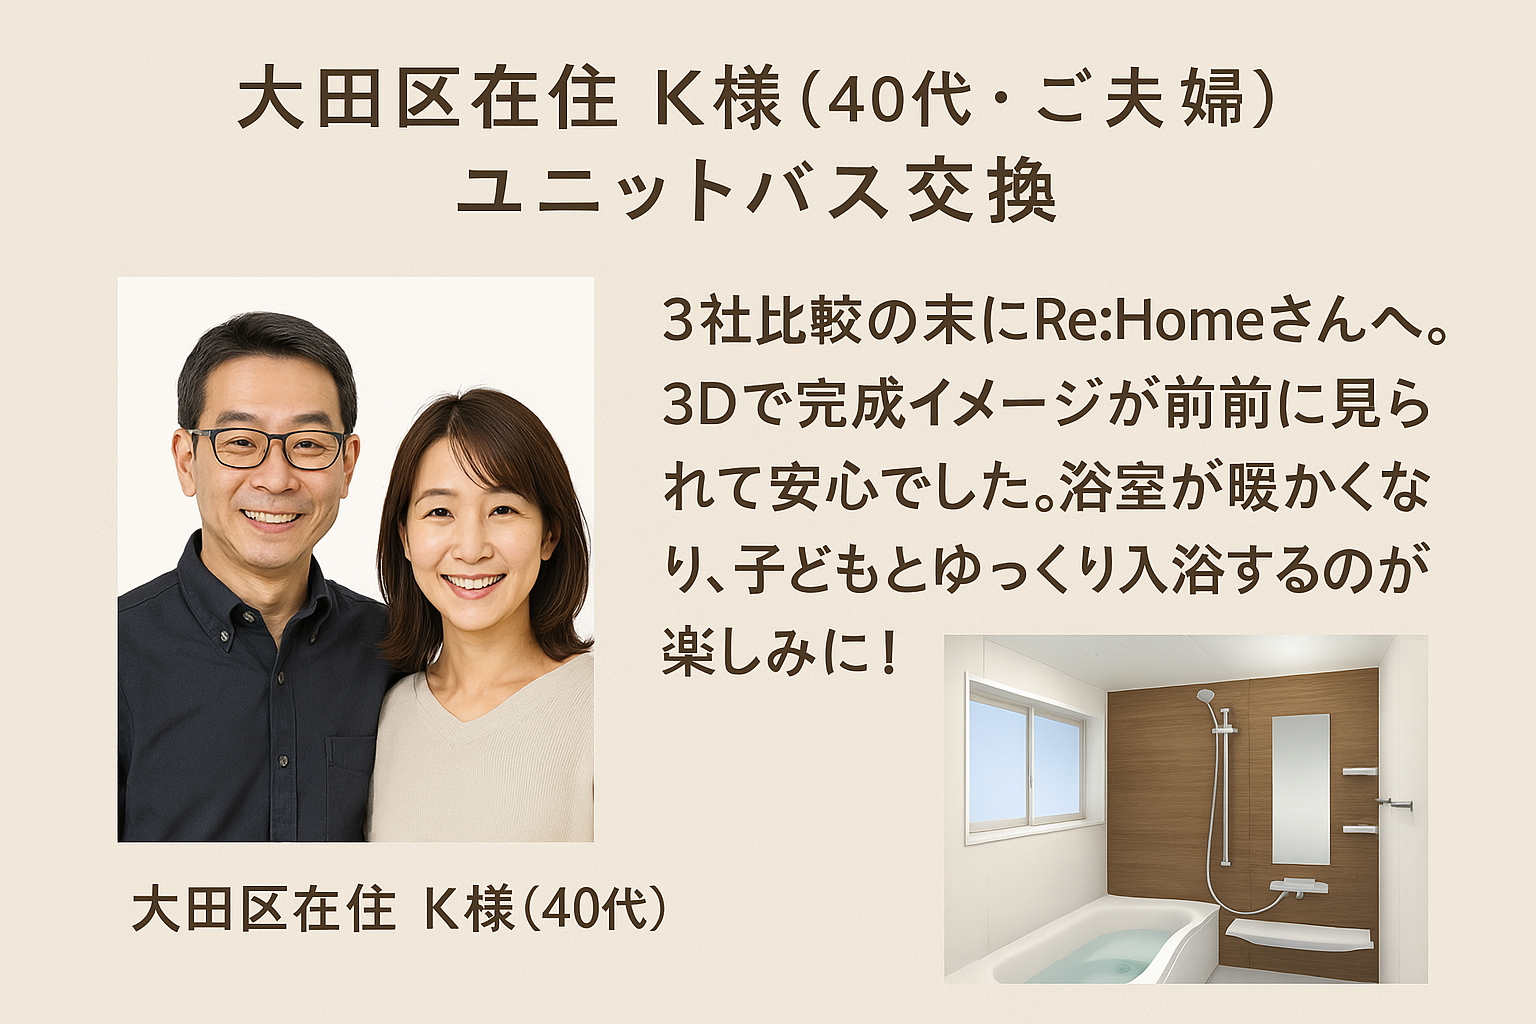 大田区在住 K様（40代・ご夫婦）
ユニットバス交換
3社比較の末にRe:Homeさんへ。
3Dで完成イメージが前前に見ら
れて安心でした。浴室が暖かくな
り、子どもとゆっくり入浴するのが
楽しみに！
大田区在住 K様（40代）